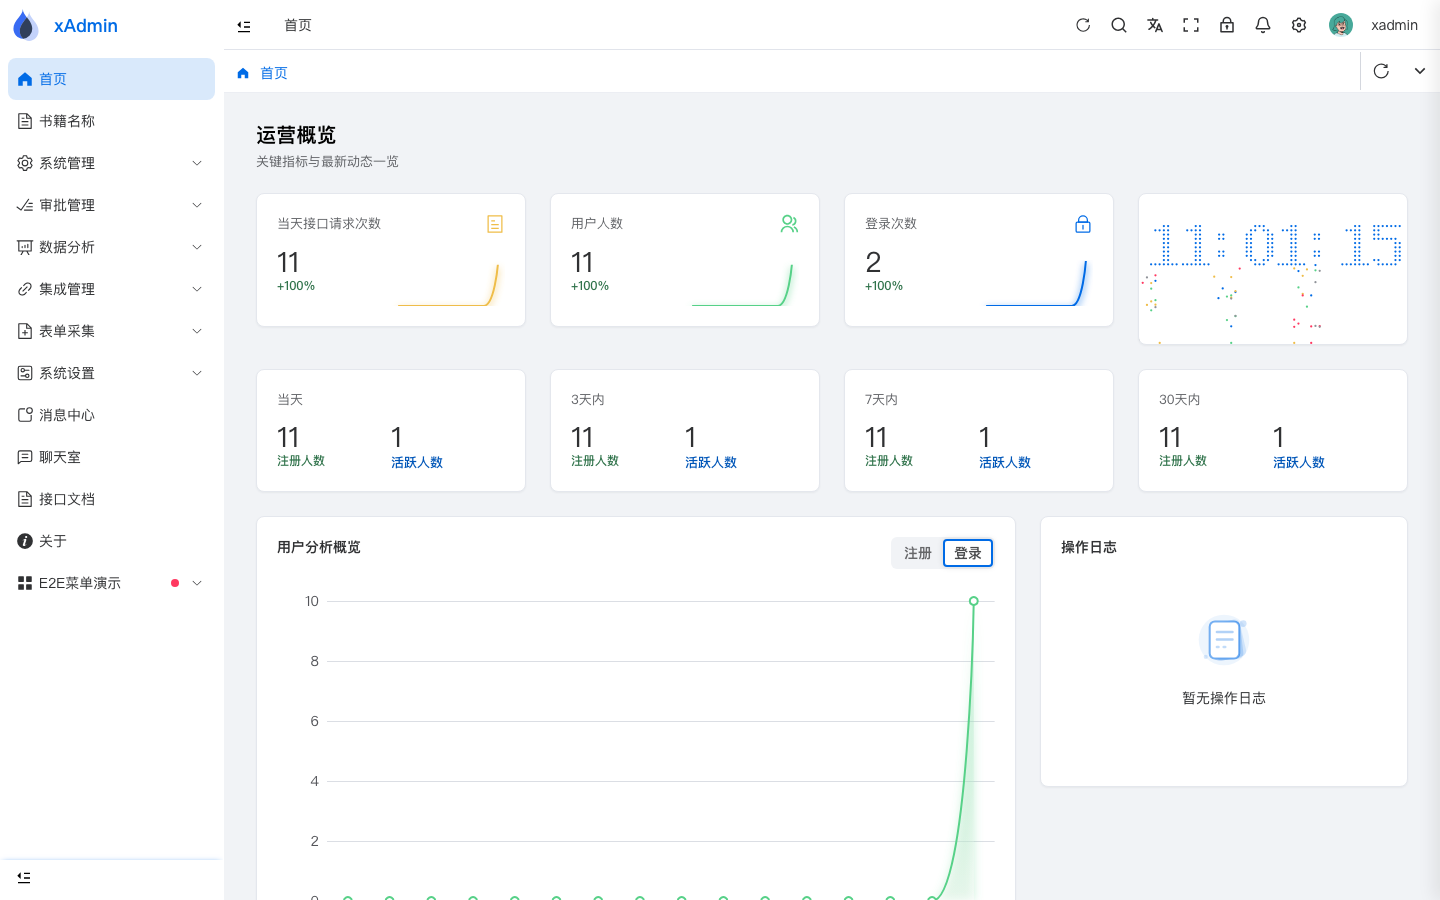 xAdmin
首页
xadmin
首页
首页
书籍名称
系统管理
审批管理
数据分析
集成管理
表单采集
系统设置
消息中心
聊天室
接口文档
关于
E2E菜单演示
运营概览
关键指标与最新动态一览
当天接口请求次数
11
+100%
用户人数
11
+100%
登录次数
2
+100%
11:01:15
当天
11
注册人数
1
活跃人数
3天内
11
注册人数
1
活跃人数
7天内
11
注册人数
1
活跃人数
30天内
11
注册人数
1
活跃人数
用户分析概览
注册
登录
10
8
6
4
2
0
操作日志
暂无操作日志